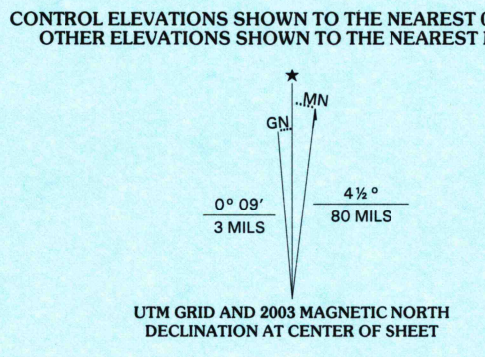 CONTROL ELEVATIONS SHOWN TO THE NEAREST
OTHER ELEVATIONS SHOWN TO THE NEAREST
MN
GN
0° 09′
3 MILS
4½°
80 MILS
UTM GRID AND 2003 MAGNETIC NORTH
DECLINATION AT CENTER OF SHEET